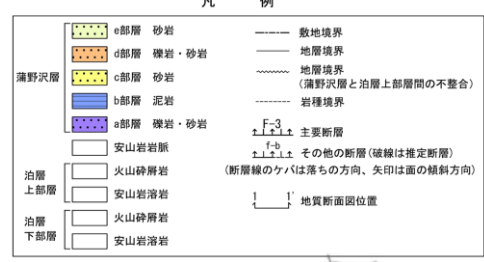 凡 例
e部層 砂岩
d部層 礫岩・砂岩
蒲野沢層
c部層 砂岩
b部層 泥岩
a部層 礫岩・砂岩
安山岩岩脈
泊層
上部層
火山砕屑岩
安山岩溶岩
泊層
下部層
火山砕屑岩
安山岩溶岩
敷地境界
地層境界
地層境界
(蒲野沢層と泊層上部層間の不整合)
岩種境界
F-3
主要断層
f-b
その他の断層(破線は推定断層)
(断層線のケバは落ちの方向、矢印は面の傾斜方向)
1 1'
地質断面図位置